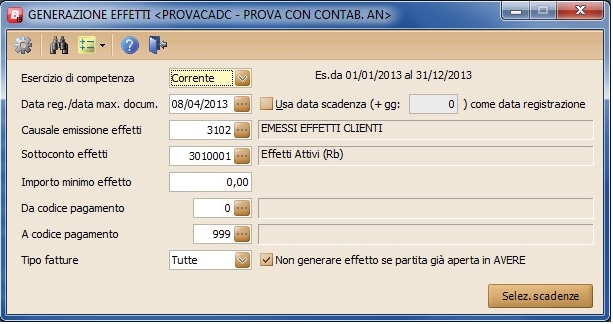 GENERAZIONE EFFETTI <PROVACADC - PROVA CON CONTAB. AN>
Esercizio di competenza Corrente Es.da 01/01/2013 al 31/12/2013
Data reg./data max. docum. 08/04/2013 ... Usa data scadenza (+ gg: 0 ) come data registrazione
Causale emissione effetti 3102 ... EMESSI EFFETTI CLIENTI
Sottoconto effetti 3010001 ... Effetti Attivi (Rb)
Importo minimo effetto 0,00
Da codice pagamento 0 ...
A codice pagamento 999 ...
Tipo fatture Tutte Non generare effetto se partita già aperta in AVERE
Selez. scadenze